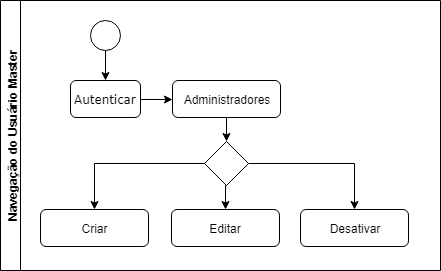 Navegação do Usuário Master
Autenticar
Administradores
Criar
Editar
Desativar